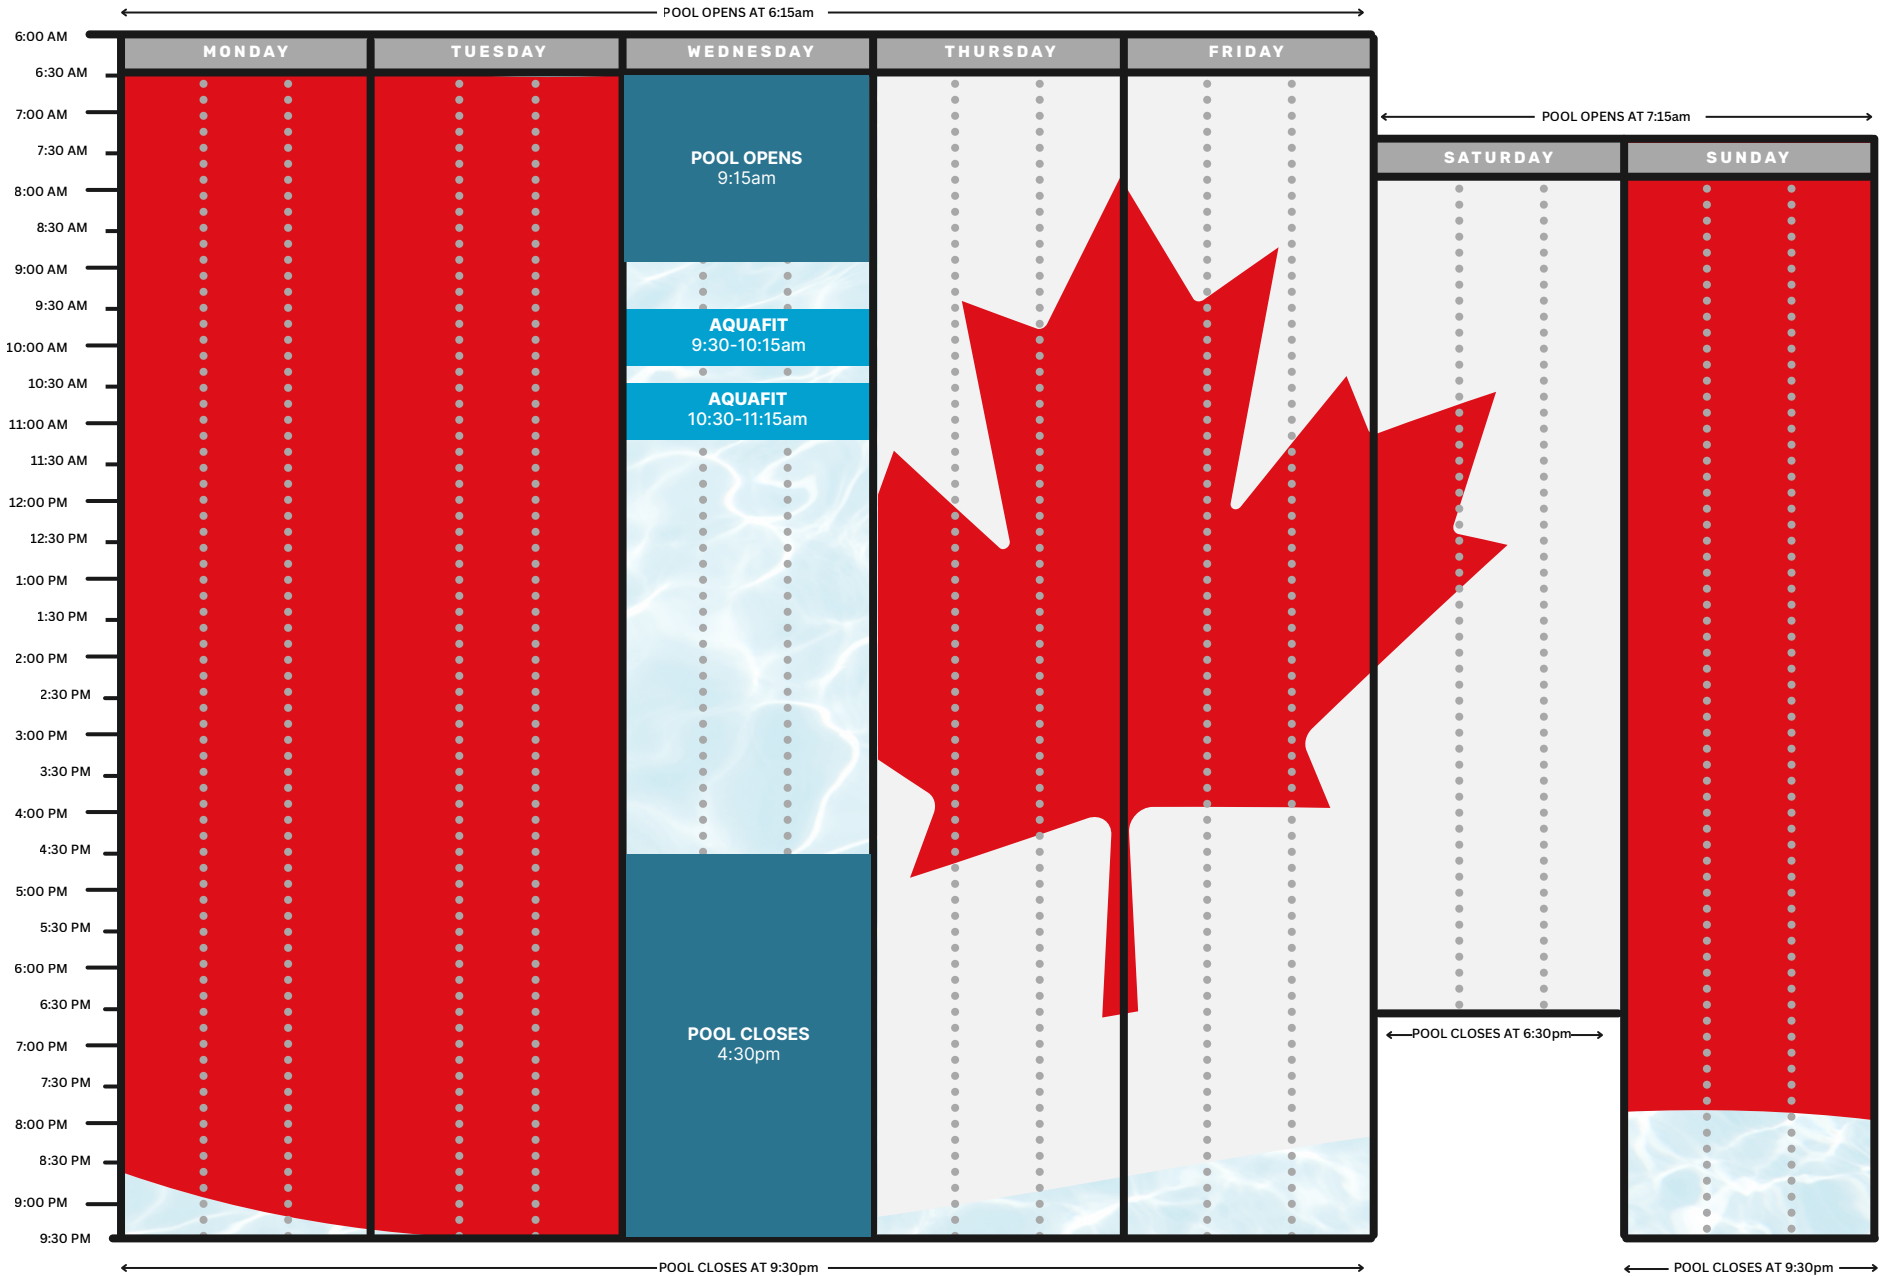 POOL OPENS AT 6:15am
6:00 AM
MONDAY
TUESDAY
WEDNESDAY
THURSDAY
FRIDAY
6:30 AM
7:00 AM
POOL OPENS AT 7:15am
7:30 AM
SATURDAY
SUNDAY
POOL OPENS
9:15am
8:00 AM
8:30 AM
9:00 AM
9:30 AM
AQUAFIT
9:30-10:15am
10:00 AM
10:30 AM
AQUAFIT
10:30-11:15am
11:00 AM
11:30 AM
12:00 PM
12:30 PM
1:00 PM
1:30 PM
2:00 PM
2:30 PM
3:00 PM
3:30 PM
4:00 PM
4:30 PM
5:00 PM
5:30 PM
6:00 PM
6:30 PM
POOL CLOSES
4:30pm
POOL CLOSES AT 6:30pm
7:00 PM
7:30 PM
8:00 PM
8:30 PM
9:00 PM
9:30 PM
POOL CLOSES AT 9:30pm
POOL CLOSES AT 9:30pm